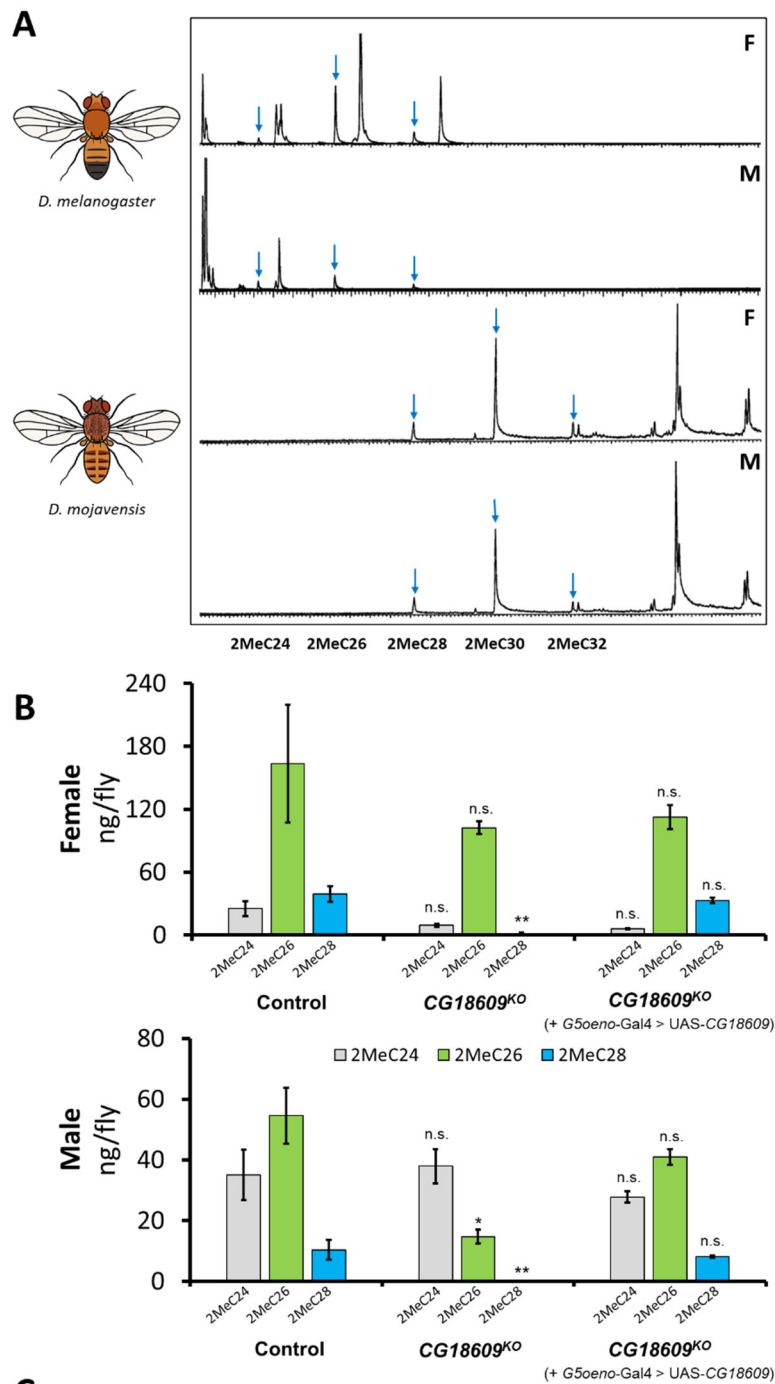 A
F
D. melanogaster
M
F
D. mojavensis
M
2MeC24 2MeC26 2MeC28 2MeC30 2MeC32
B
240
180
120
60
0
Female
ng/fly
n.s.
n.s.
**
n.s.
n.s.
n.s.
2MeC24 2MeC26 2MeC28 2MeC24 2MeC26 2MeC28 2MeC24 2MeC26 2MeC28
Control CG18609KO CG18609KO
(+ G5oeno-Gal4 > UAS-CG18609)
80
60
40
20
0
Male
ng/fly
2MeC24 2MeC26 2MeC28
n.s.
*
**
n.s.
n.s.
n.s.
2MeC24 2MeC26 2MeC28 2MeC24 2MeC26 2MeC28 2MeC24 2MeC26 2MeC28
Control CG18609KO CG18609KO
(+ G5oeno-Gal4 > UAS-CG18609)